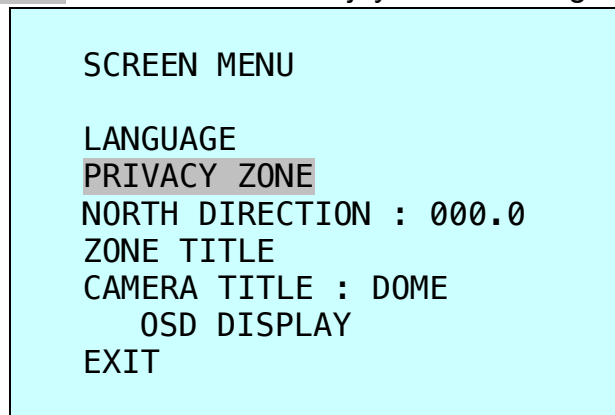 SCREEN MENU
LANGUAGE
PRIVACY ZONE
NORTH DIRECTION : 000.0
ZONE TITLE
CAMERA TITLE : DOME
OSD DISPLAY
EXIT